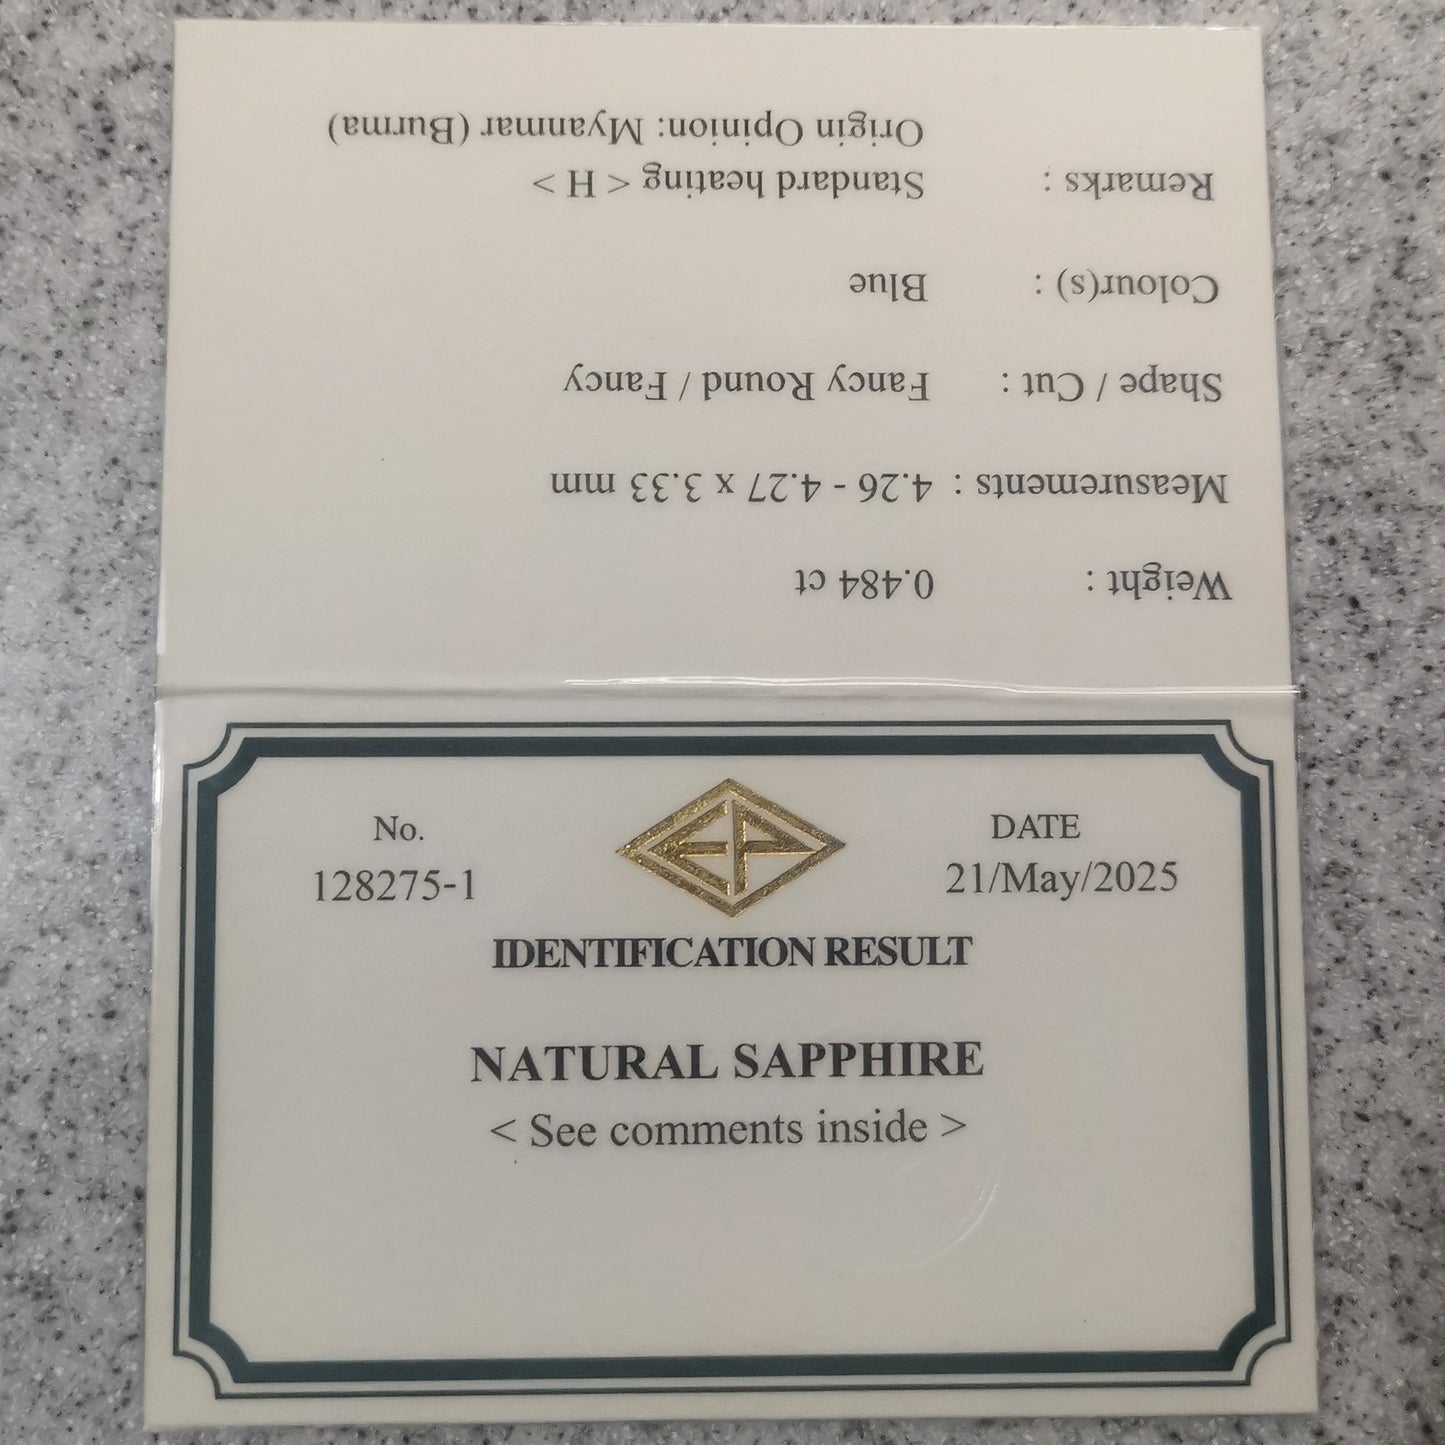 No.
128275-1
EP
DATE
21/May/2025
IDENTIFICATION RESULT
NATURAL SAPPHIRE
< See comments inside >
Weight : 0.484 ct
Measurements : 4.26 - 4.27 x 3.33 mm
Shape / Cut : Fancy Round / Fancy
Colour(s) : Blue
Remarks : Standard heating < H >
Origin Opinion: Myanmar (Burma)